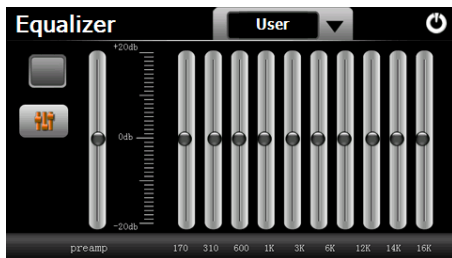 Equalizer
User
+20db
0db
-20db
preamp 170 310 600 1K 3K 6K 12K 14K 16K